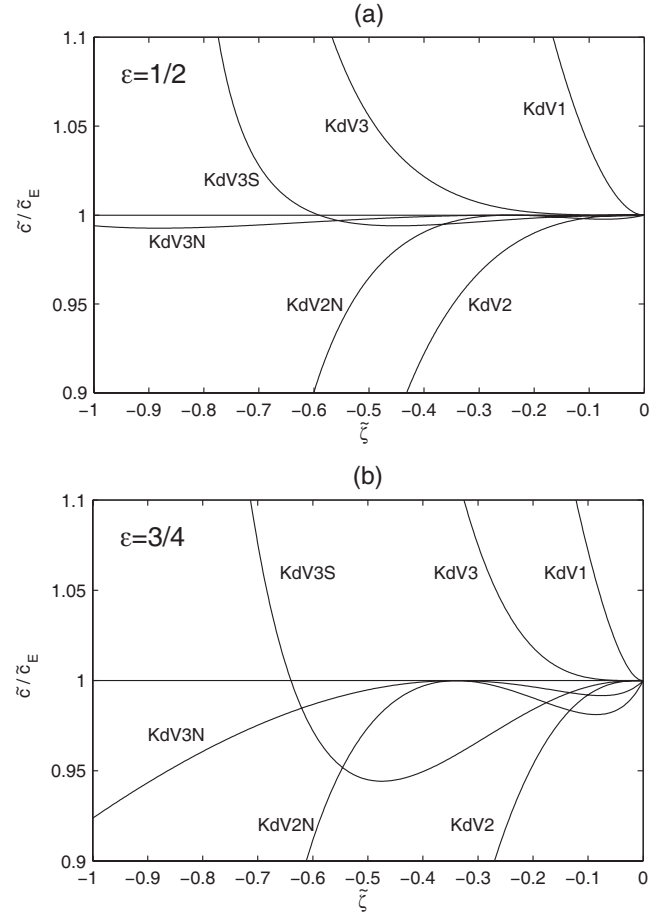 (a)
1.1
ε=1/2
KdV3
KdV1
1.05
KdV3S
c̃ / c̃_E
1
KdV3N
0.95
KdV2N
KdV2
0.9
−1 −0.9 −0.8 −0.7 −0.6 −0.5 −0.4 −0.3 −0.2 −0.1 0
ζ̃
(b)
1.1
ε=3/4
KdV3S
KdV3
KdV1
1.05
c̃ / c̃_E
1
KdV3N
0.95
KdV2N
KdV2
0.9
−1 −0.9 −0.8 −0.7 −0.6 −0.5 −0.4 −0.3 −0.2 −0.1 0
ζ̃